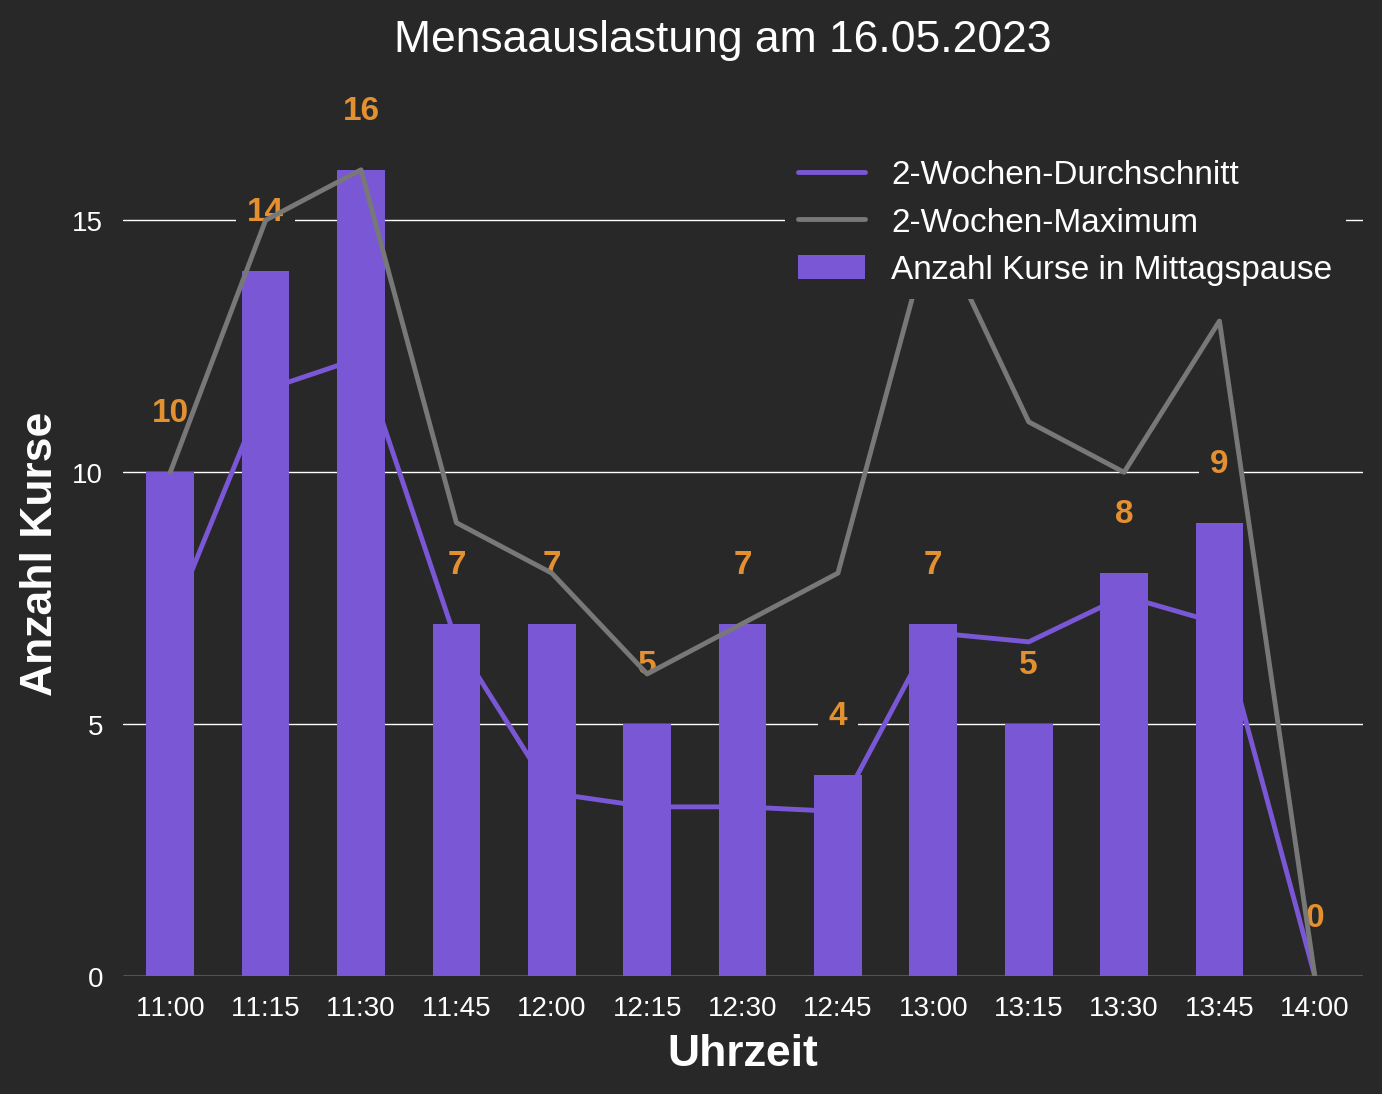 Mensaauslastung am 16.05.2023
16
2-Wochen-Durchschnitt
14
15
2-Wochen-Maximum
Anzahl Kurse in Mittagspause
10
9
10
8
7 7 7 7
Anzahl Kurse
5 5
4
5
0
0
11:00 11:15 11:30 11:45 12:00 12:15 12:30 12:45 13:00 13:15 13:30 13:45 14:00
Uhrzeit